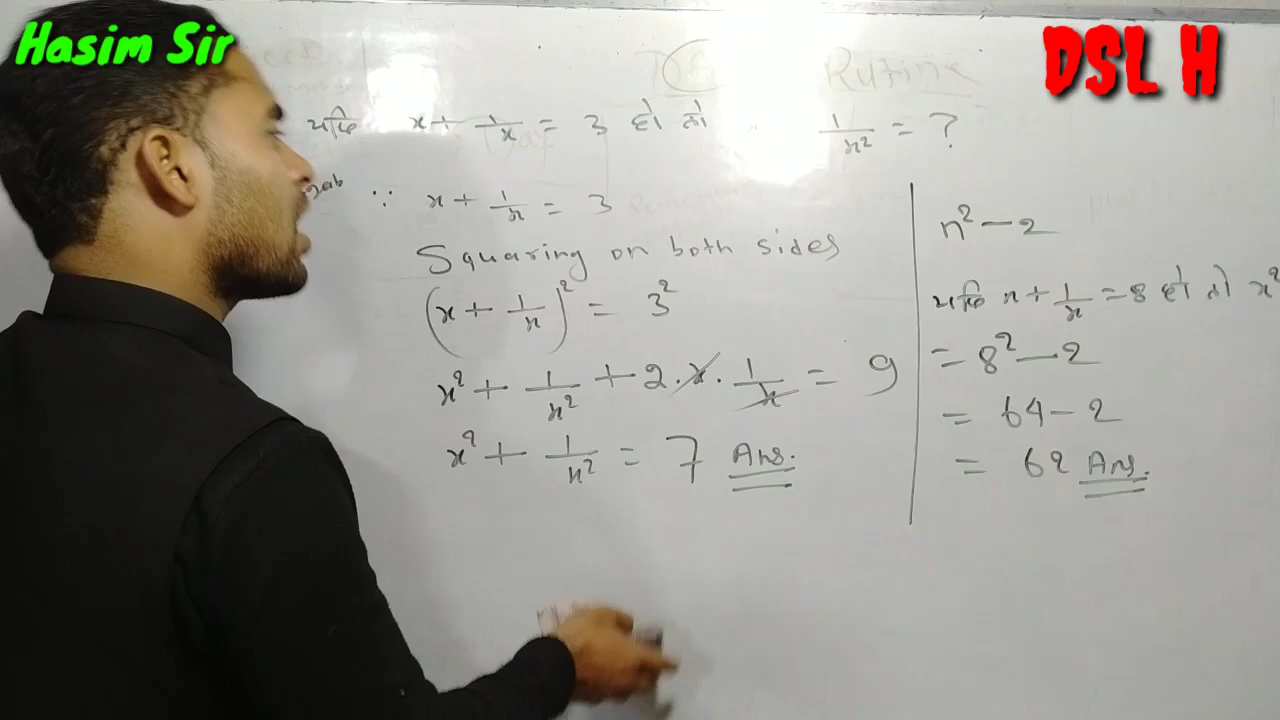 Hasim Sir
DSL H
Rutine
यदि x + 1/x = 3 हो तो 1/x² = ?
∵ x + 1/x = 3
Squaring on both sides
(x + 1/x)² = 3²
x² + 1/x² + 2.x.1/x = 9
x² + 1/x² = 7 Ans.
n² - 2
यदि x + 1/x = 8 हो तो x²
= 8² - 2
= 64 - 2
= 62 Ans.